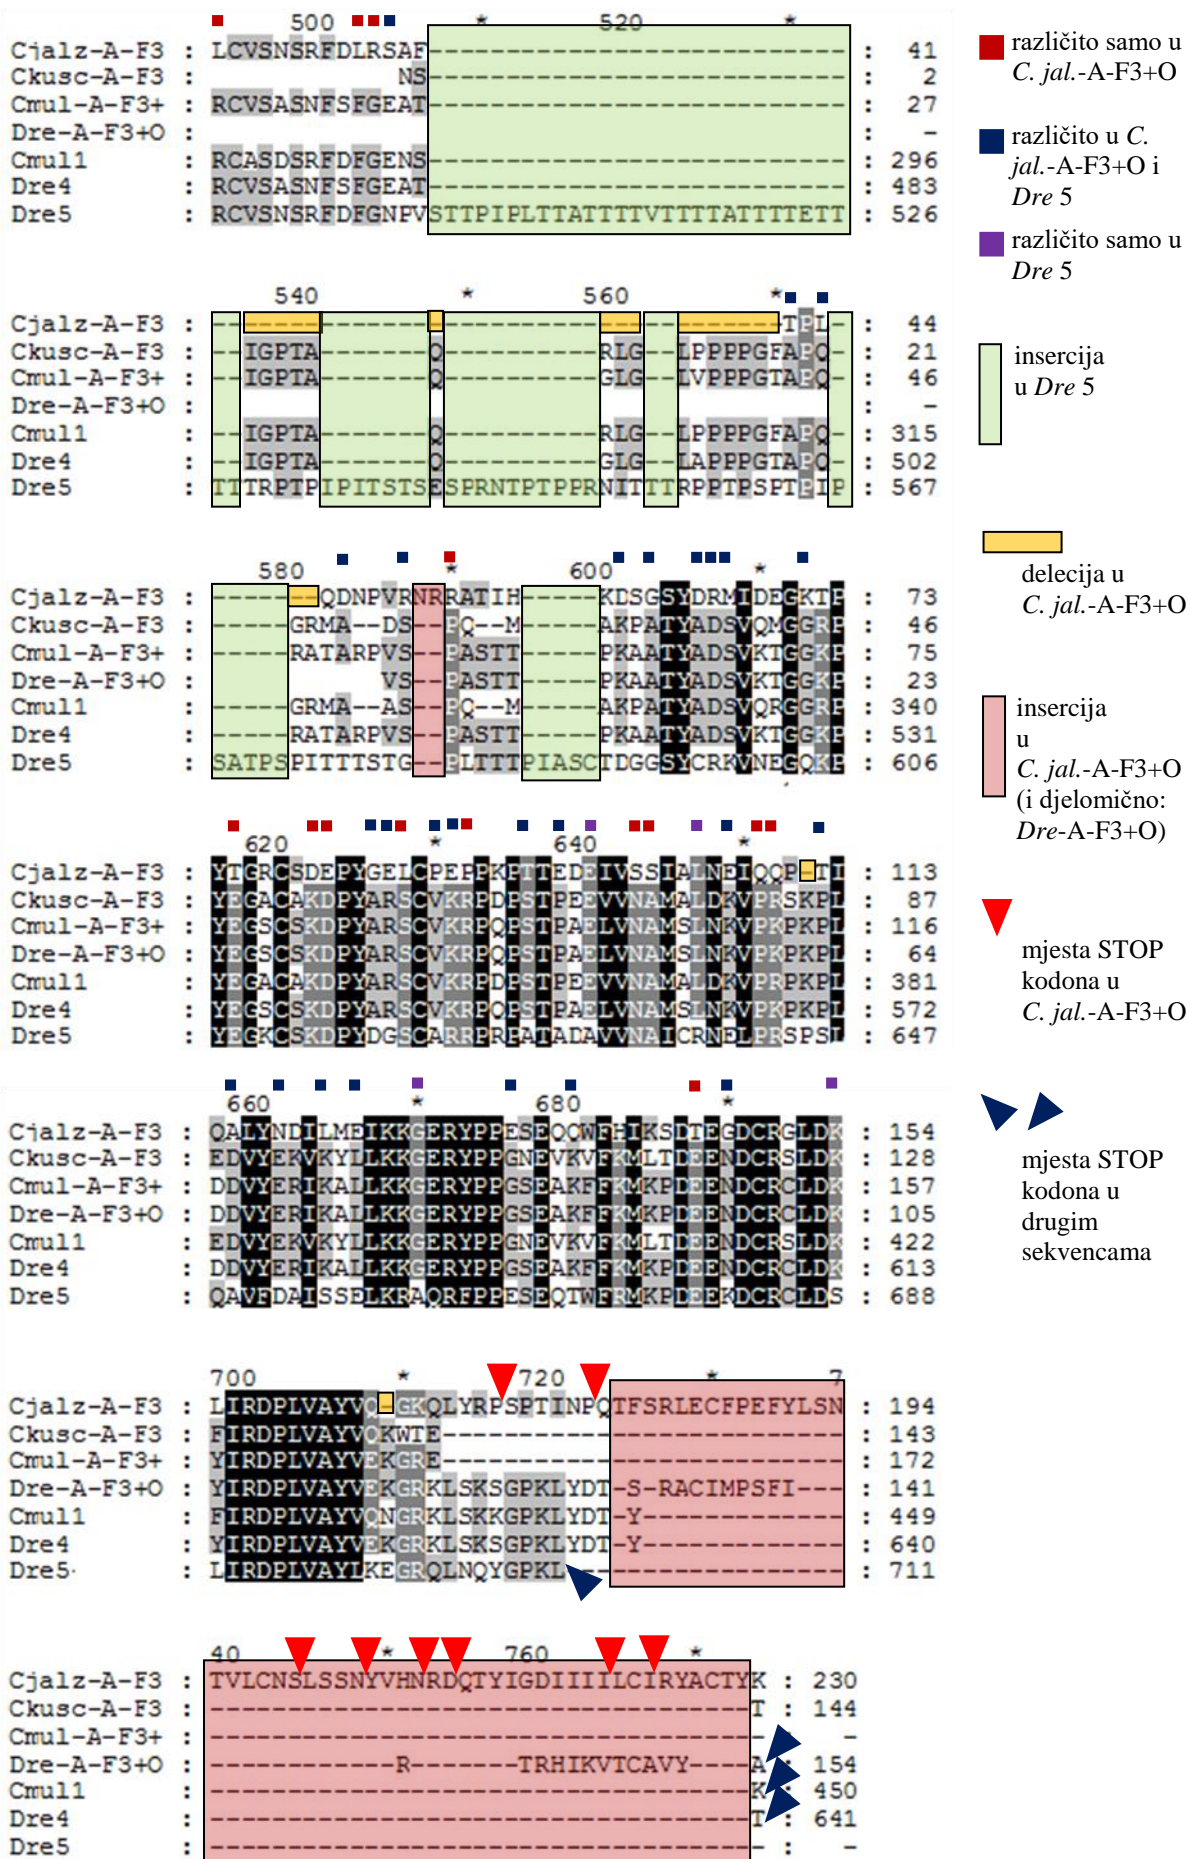 500 * 520 *
Cjalz-A-F3 : LCVSNSRFDLRSAF--------------------------- : 41
Ckusc-A-F3 : NS--------------------------- : 2
Cmul-A-F3+ : RCVSASNFSFGEAT--------------------------- : 27
Dre-A-F3+O : : -
Cmul1 : RCASDSRFDFGENS--------------------------- : 296
Dre4 : RCVSASNFSFGEAT--------------------------- : 483
Dre5 : RCVSNSRFDFGNPVSTTPIPLTTATTTTVTTTTATTTTETT : 526
540 * 560 *
Cjalz-A-F3 : -------------------------------------TPL- : 44
Ckusc-A-F3 : --IGPTA-------Q----------RLG--LPPPPGFAPQ- : 21
Cmul-A-F3+ : --IGPTA-------Q----------GLG--LVPPPGTAPQ- : 46
Dre-A-F3+O : : -
Cmul1 : --IGPTA-------Q----------RLG--LPPPPGFAPQ- : 315
Dre4 : --IGPTA-------Q----------GLG--LAPPPGTAPQ- : 502
Dre5 : TTTRPTPIPITSTSESPRNTPTPPRNITTTTRPPTPSPTPIP : 567
580 * 600 *
Cjalz-A-F3 : -------QDNPVRNRRATIH-----KDSGSYDRMIDEGKTP : 73
Ckusc-A-F3 : -----GRMA--DS--PQ--M-----AKPATYADSVQMGGRP : 46
Cmul-A-F3+ : -----RATARPVS--PASTT-----PKAATYADSVKTGGKP : 75
Dre-A-F3+O : VS--PASTT-----PKAATYADSVKTGGKP : 23
Cmul1 : -----GRMA--AS--PQ--M-----AKPATYADSVQRGGRP : 340
Dre4 : -----RATARPVS--PASTT-----PKAATYADSVKTGGKP : 531
Dre5 : SATPSPITTTSTG--PLTTTPIASCTDGGSYCRKVNEGQKP : 606
620 * 640 *
Cjalz-A-F3 : YTGRCSDEPYGELCPEPPKPTTEDEIVSSIALNEIQQP-TL : 113
Ckusc-A-F3 : YEGACAKDPYARSCVKRPDPSTPEEVVNAMALDKVPRSKPL : 87
Cmul-A-F3+ : YEGSCSKDPYARSCVKRPQPSTPAELVNAMSLNKVPKPKPL : 116
Dre-A-F3+O : YEGSCSKDPYARSCVKRPQPSTPAELVNAMSLNKVPKPKPL : 64
Cmul1 : YEGACAKDPYARSCVKRPDPSTPEEVVNAMALDKVPRPKPL : 381
Dre4 : YEGSCSKDPYARSCVKRPQPSTPAELVNAMSLNKVPKPKPL : 572
Dre5 : YEGKCSKDPYDGSCARRPRPATADAVVNAICRNELPRSPSL : 647
660 * 680 *
Cjalz-A-F3 : QALYNDILMEIKKGERYPPESEQQWFHIKSDTEGDCRGLDK : 154
Ckusc-A-F3 : EDVYEKVKYLLKKGERYPPGNEVKVFKMLTDEENDCRSLDK : 128
Cmul-A-F3+ : DDVYERIKALLKKGERYPPGSEAKFFKMKPDEENDCRCLDK : 157
Dre-A-F3+O : DDVYERIKALLKKGERYPPGSEAKFFKMKPDEENDCRCLDK : 105
Cmul1 : EDVYEKVKYLLKKGERYPPGNEVKVFKMLTDEENDCRSLDK : 422
Dre4 : DDVYERIKALLKKGERYPPGSEAKFFKMKPDEENDCRCLDK : 613
Dre5 : QAVFDAISSELKRAQRFPPESEQTWFRMKPDEEKDCRCLDS : 688
700 * 720 * 7
Cjalz-A-F3 : LIRDPLVAYVQ-GKQLYRPSPTINPQTFSRLECFPEFYLSN : 194
Ckusc-A-F3 : FIRDPLVAYVQKWTE-------------------------- : 143
Cmul-A-F3+ : YIRDPLVAYVEKGRE-------------------------- : 172
Dre-A-F3+O : YIRDPLVAYVEKGRKLSKSGPKLYDT-S-RACIMPSFI--- : 141
Cmul1 : FIRDPLVAYVQNGRKLSKKGPKLYDT-Y------------- : 449
Dre4 : YIRDPLVAYVEKGRKLSKSGPKLYDT-Y------------- : 640
Dre5 : LIRDPLVAYLKEGRQLNQYGPKL------------------ : 711
40 * 760 *
Cjalz-A-F3 : TVLCNSLSSNYVHNRDQTYIGDIIIILCIRYACTYK : 230
Ckusc-A-F3 : -----------------------------------T : 144
Cmul-A-F3+ : ------------------------------------ : -
Dre-A-F3+O : ------------R-------TRHIKVTCAVY----A : 154
Cmul1 : -----------------------------------K : 450
Dre4 : -----------------------------------T : 641
Dre5 : ------------------------------------ : -
različito samo u
C. jal.-A-F3+O
različito u C.
jal.-A-F3+O i
Dre 5
različito samo u
Dre 5
insercija
u Dre 5
delecija u
C. jal.-A-F3+O
insercija
u
C. jal.-A-F3+O
(i djelomično:
Dre-A-F3+O)
mjesta STOP
kodona u
C. jal.-A-F3+O
mjesta STOP
kodona u
drugim
sekvencama